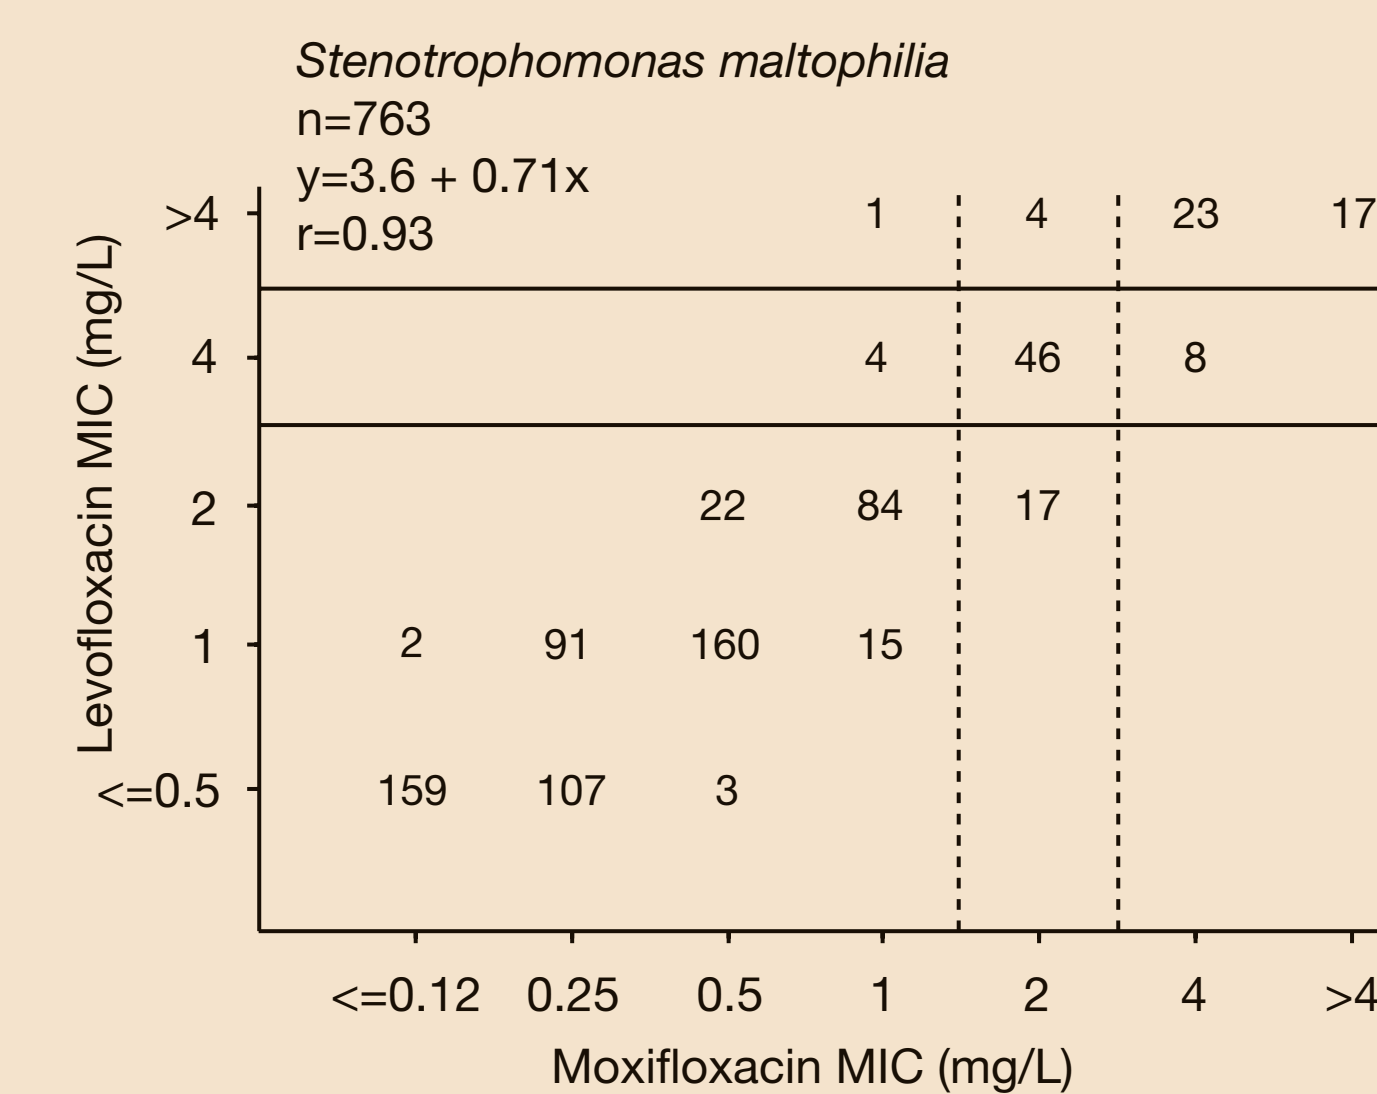 Stenotrophomonas maltophilia
n=763
y=3.6 + 0.71x
r=0.93
>4 1 4 23 17
4 4 46 8
2 22 84 17
1 2 91 160 15
<=0.5 159 107 3
<=0.12 0.25 0.5 1 2 4 >4
Moxifloxacin MIC (mg/L)
Levofloxacin MIC (mg/L)